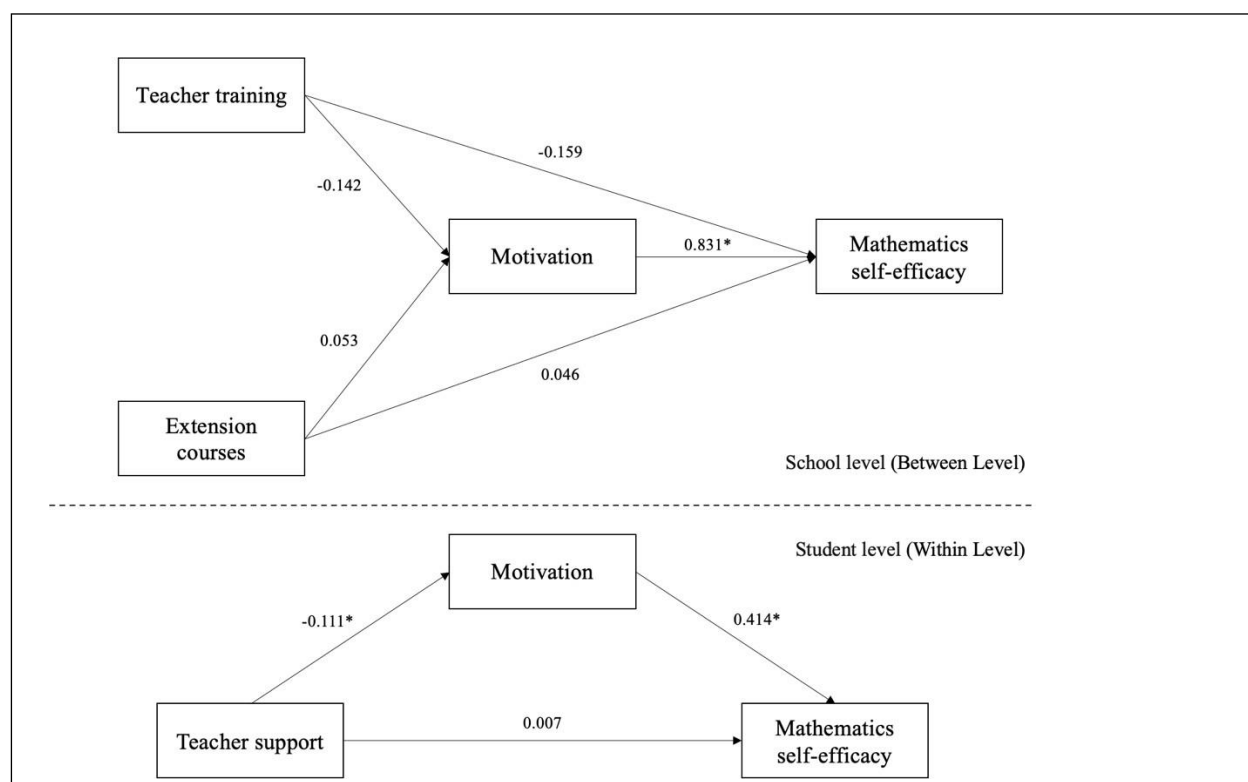 Teacher training
-0.159
-0.142
Motivation
0.831*
Mathematics
self-efficacy
0.053
0.046
Extension
courses
School level (Between Level)
Student level (Within Level)
Motivation
-0.111*
0.414*
Teacher support
0.007
Mathematics
self-efficacy